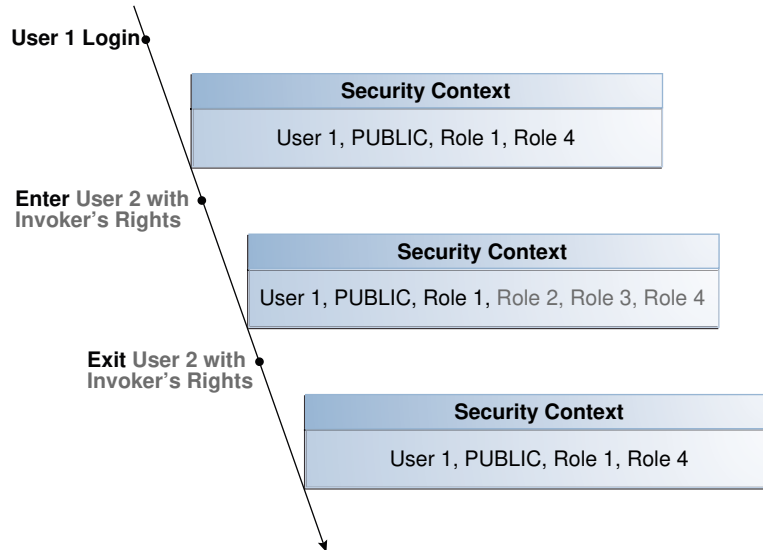 User 1 Login
Security Context
User 1, PUBLIC, Role 1, Role 4
Enter User 2 with
Invoker's Rights
Security Context
User 1, PUBLIC, Role 1, Role 2, Role 3, Role 4
Exit User 2 with
Invoker's Rights
Security Context
User 1, PUBLIC, Role 1, Role 4